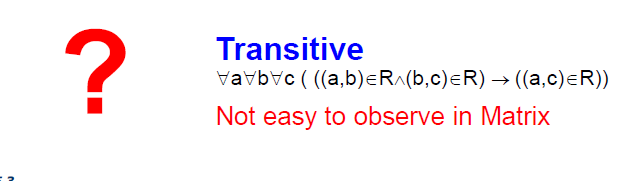 ?
Transitive
∀a∀b∀c ( ((a,b)∈R∧(b,c)∈R) → ((a,c)∈R))
Not easy to observe in Matrix